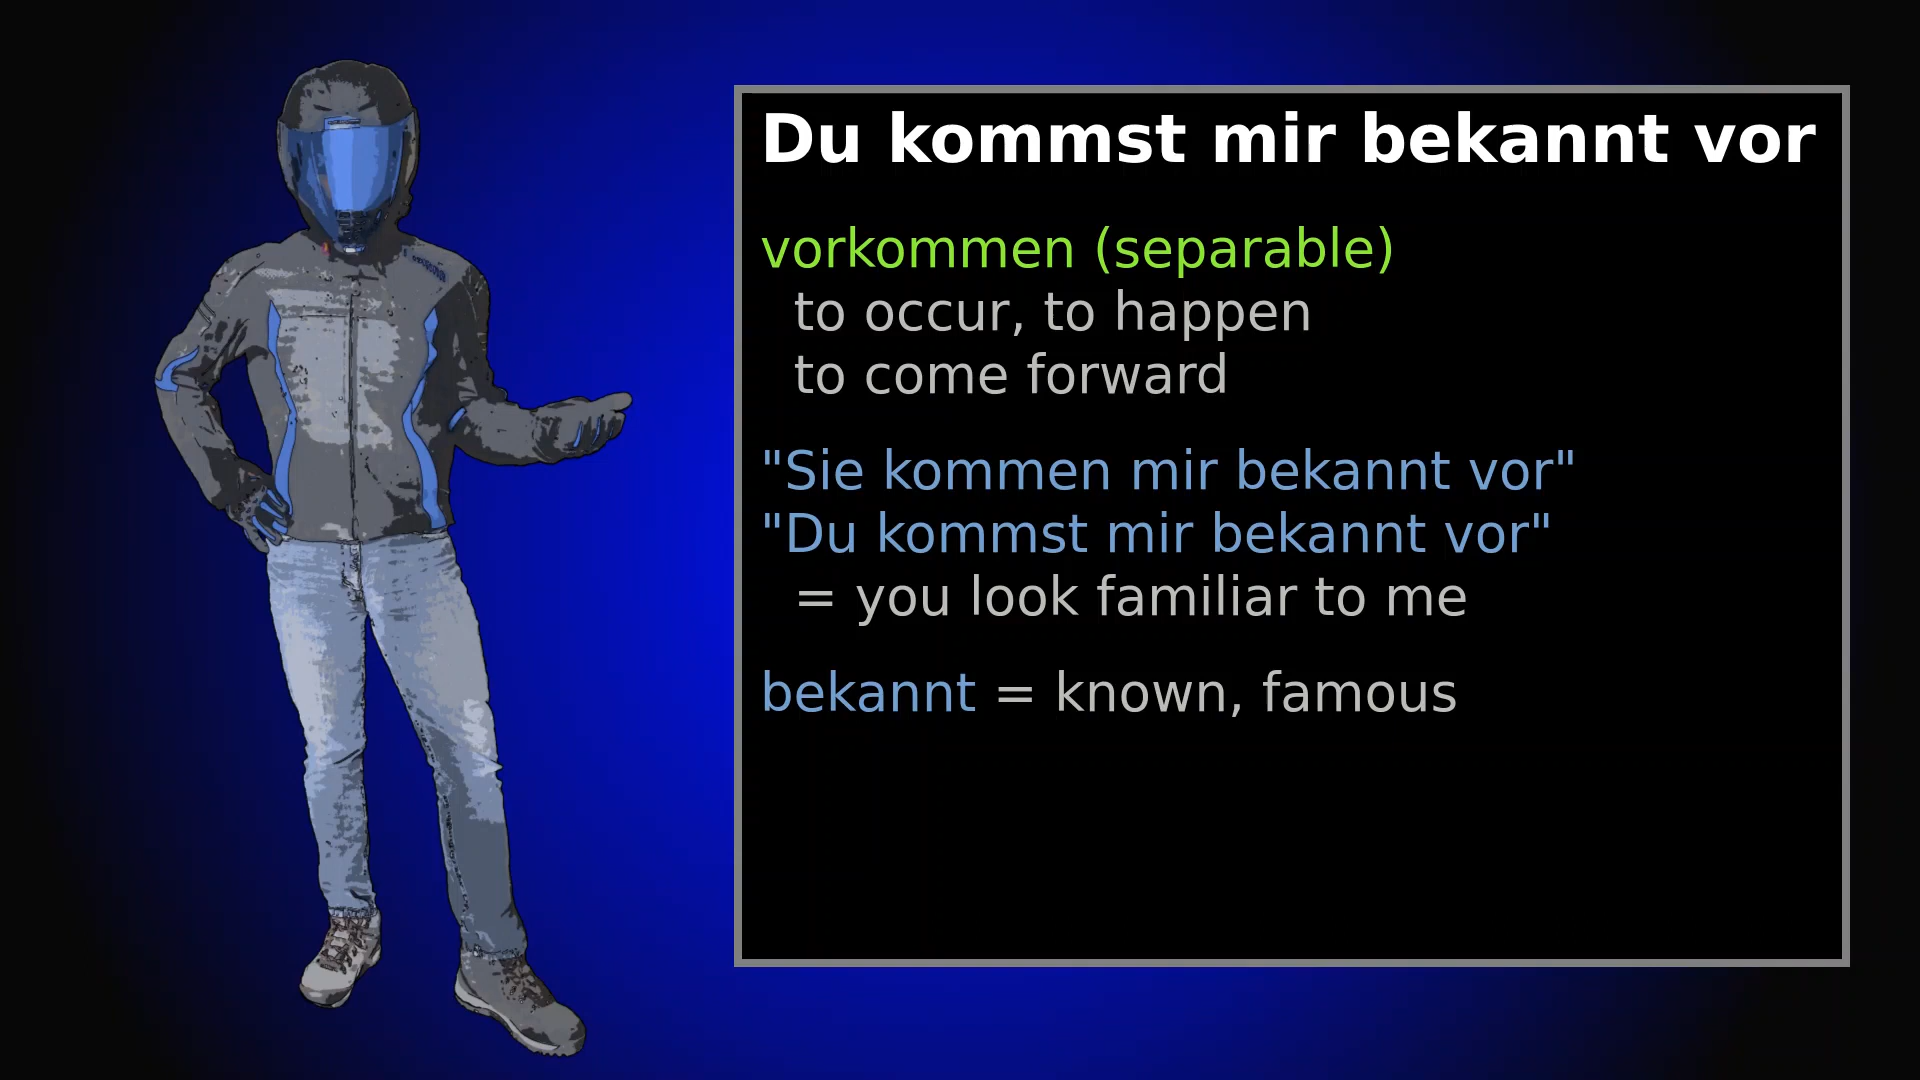 Du kommst mir bekannt vor
vorkommen (separable)
to occur, to happen
to come forward
"Sie kommen mir bekannt vor"
"Du kommst mir bekannt vor"
= you look familiar to me
bekannt = known, famous